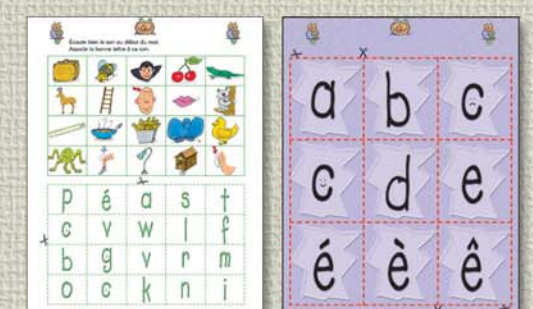 Écoute bien le son au début du mot.
Associe la bonne lettre à ce son.
p é a s t
c v w l f
b g v r m
o c k n i
a b c
c d e
é è ê